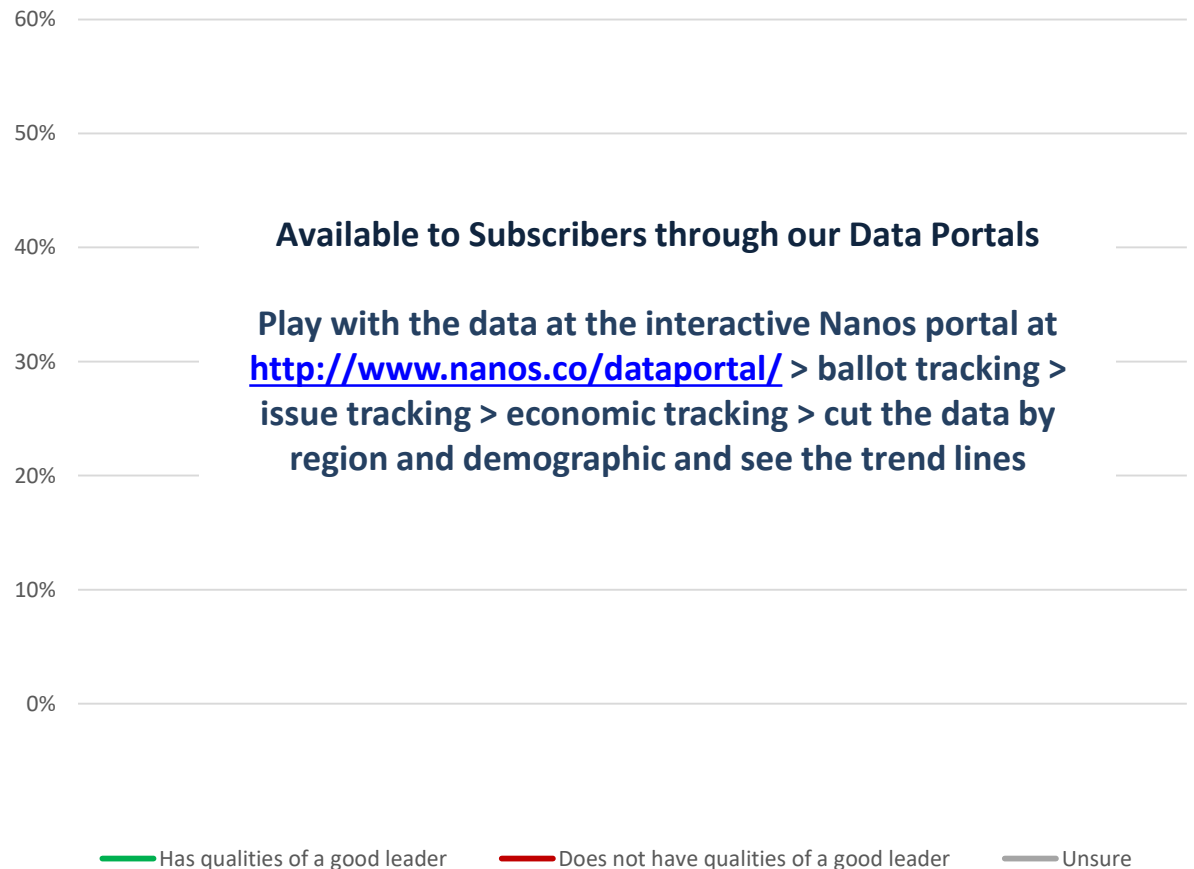 60%
50%
Available to Subscribers through our Data Portals
40%
Play with the data at the interactive Nanos portal at
http://www.nanos.co/dataportal/ > ballot tracking >
30%
issue tracking > economic tracking > cut the data by
region and demographic and see the trend lines
20%
10%
0%
Has qualities of a good leader
Does not have qualities of a good leader
Unsure